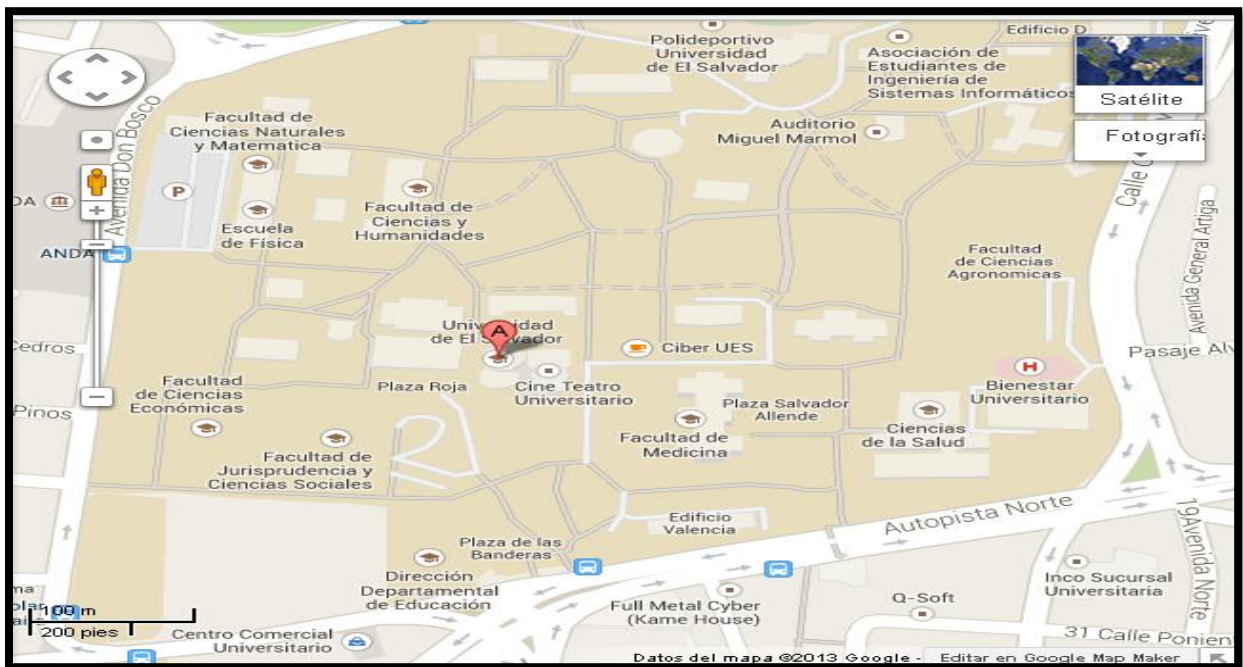 Edificio D
Polideportivo
Universidad
de El Salvador
Asociación de
Estudiantes de
Ingeniería de
Sistemas Informáticos
Satélite
Fotografí
Avenida Don Bosco
Facultad de
Ciencias Naturales
y Matematica
Auditorio
Miguel Marmol
P
DA
Facultad de
Ciencias y
Humanidades
Escuela
de Física
ANDA
Calle
Avenida General Artiga
Facultad
de Ciencias
Agronomicas
Universidad
de El Salvador
A
Cedros
Ciber UES
Pasaje Alv
Facultad
de Ciencias
Económicas
Plaza Roja
Cine Teatro
Universitario
H
Bienestar
Universitario
Pinos
Plaza Salvador
Allende
Facultad de
Medicina
Ciencias
de la Salud
Facultad de
Jurisprudencia y
Ciencias Sociales
Autopista Norte
19 Avenida Norte
Edificio
Valencia
Plaza de las
Banderas
Dirección
Departamental
de Educación
Inco Sucursal
Universitaria
Full Metal Cyber
(Kame House)
Q-Soft
100 m
200 pies
Centro Comercial
Universitario
31 Calle Ponien
Datos del mapa ©2013 Google - Editar en Google Map Maker